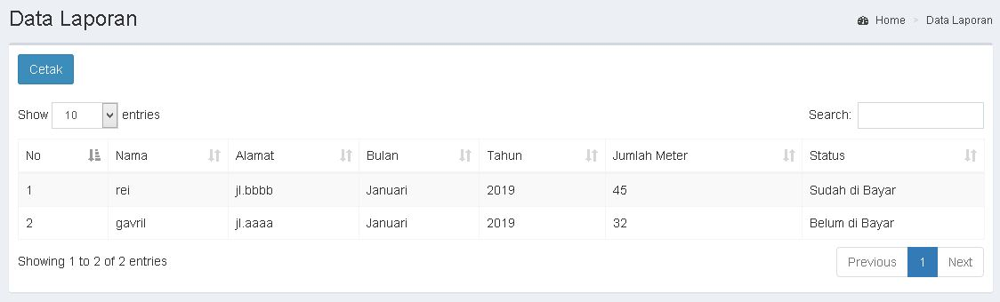 Data Laporan
Home > Data Laporan
Cetak
Show 10 entries
Search:
No Nama Alamat Bulan Tahun Jumlah Meter Status
1 rei jl.bbbb Januari 2019 45 Sudah di Bayar
2 gavril jl.aaaa Januari 2019 32 Belum di Bayar
Showing 1 to 2 of 2 entries
Previous 1 Next